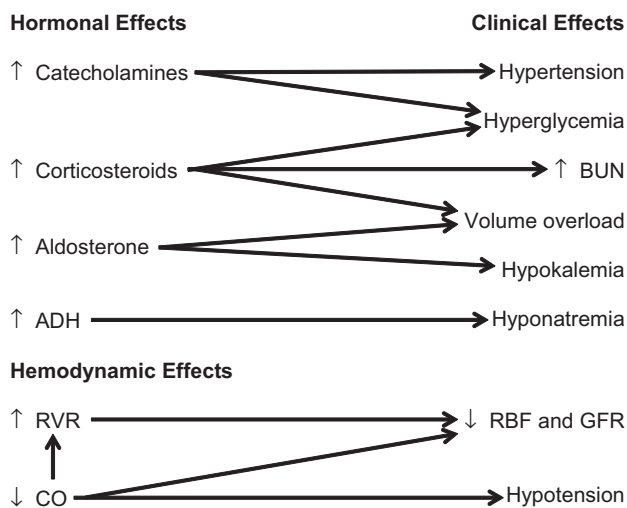 Hormonal Effects Clinical Effects
↑ Catecholamines Hypertension
Hyperglycemia
↑ Corticosteroids ↑ BUN
Volume overload
↑ Aldosterone
Hypokalemia
↑ ADH Hyponatremia
Hemodynamic Effects
↑ RVR ↓ RBF and GFR
↓ CO Hypotension